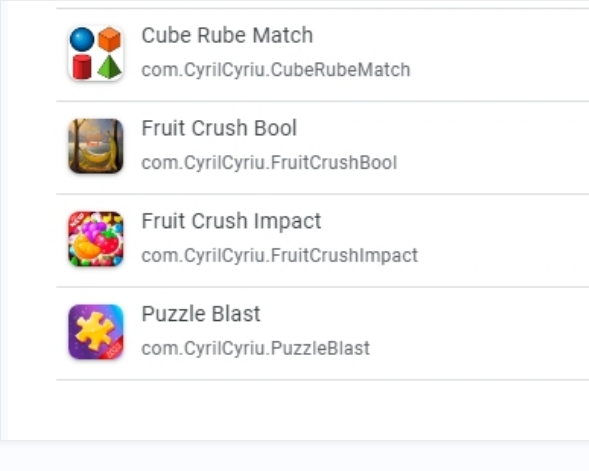 Cube Rube Match
com.CyrilCyriu.CubeRubeMatch
Fruit Crush Bool
com.CyrilCyriu.FruitCrushBool
Fruit Crush Impact
com.CyrilCyriu.FruitCrushImpact
Puzzle Blast
com.CyrilCyriu.PuzzleBlast